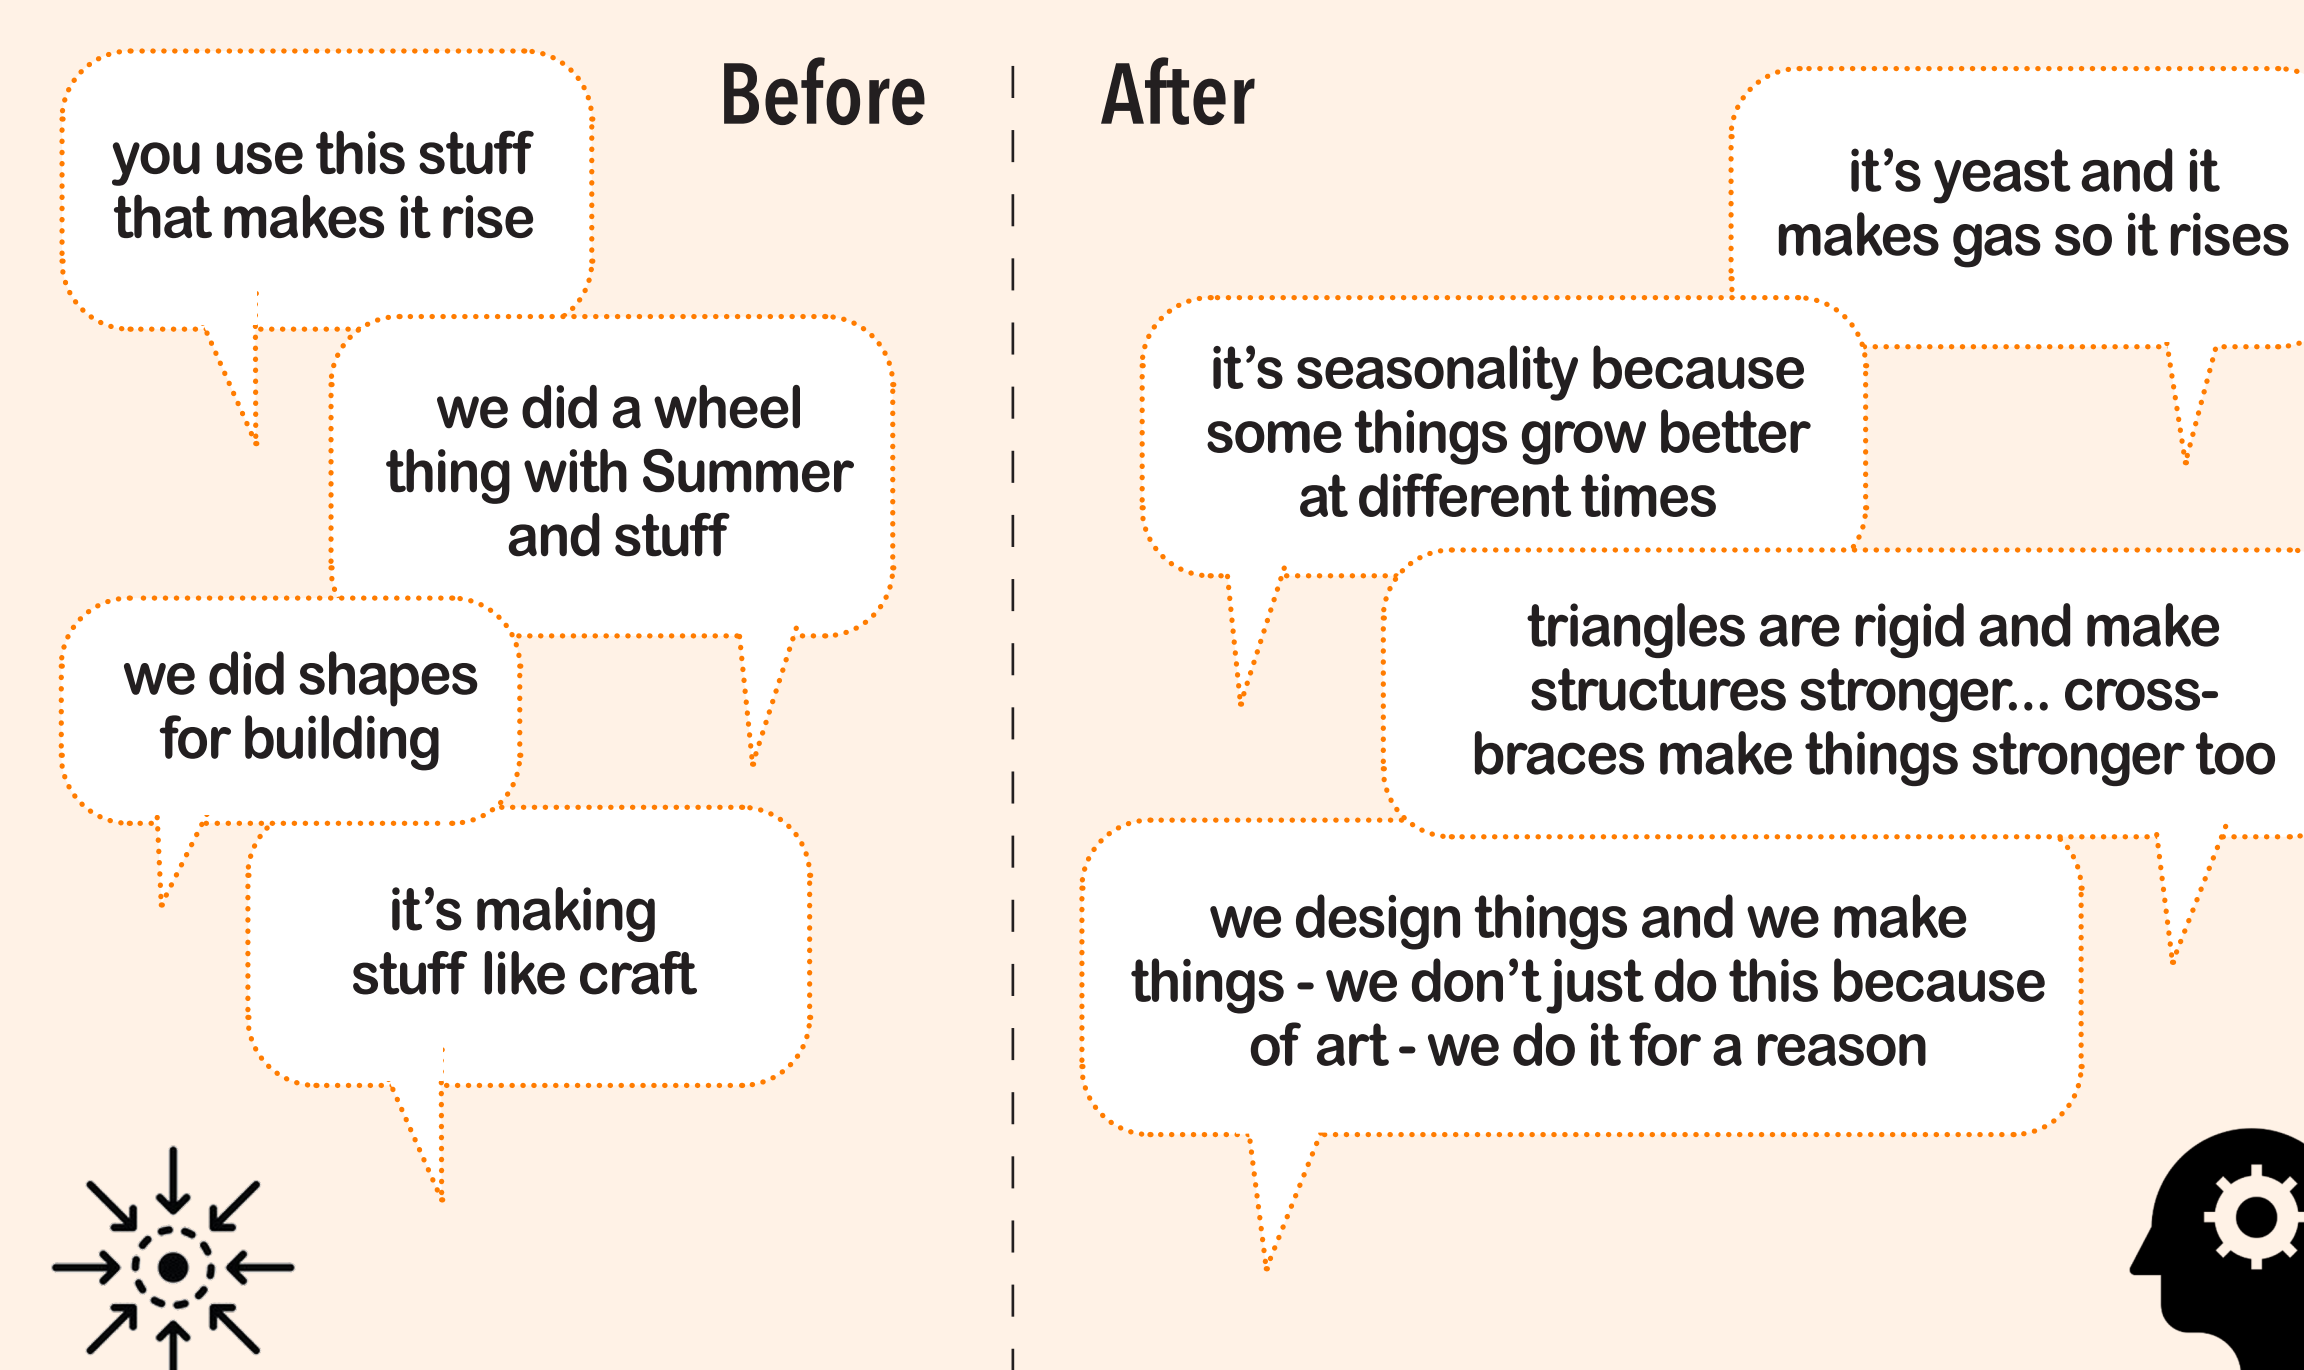 Before
you use this stuff
that makes it rise
we did a wheel
thing with Summer
and stuff
we did shapes
for building
it’s making
stuff like craft
After
it’s yeast and it
makes gas so it rises
it’s seasonality because
some things grow better
at different times
triangles are rigid and make
structures stronger... cross-
braces make things stronger too
we design things and we make
things - we don’t just do this because
of art - we do it for a reason